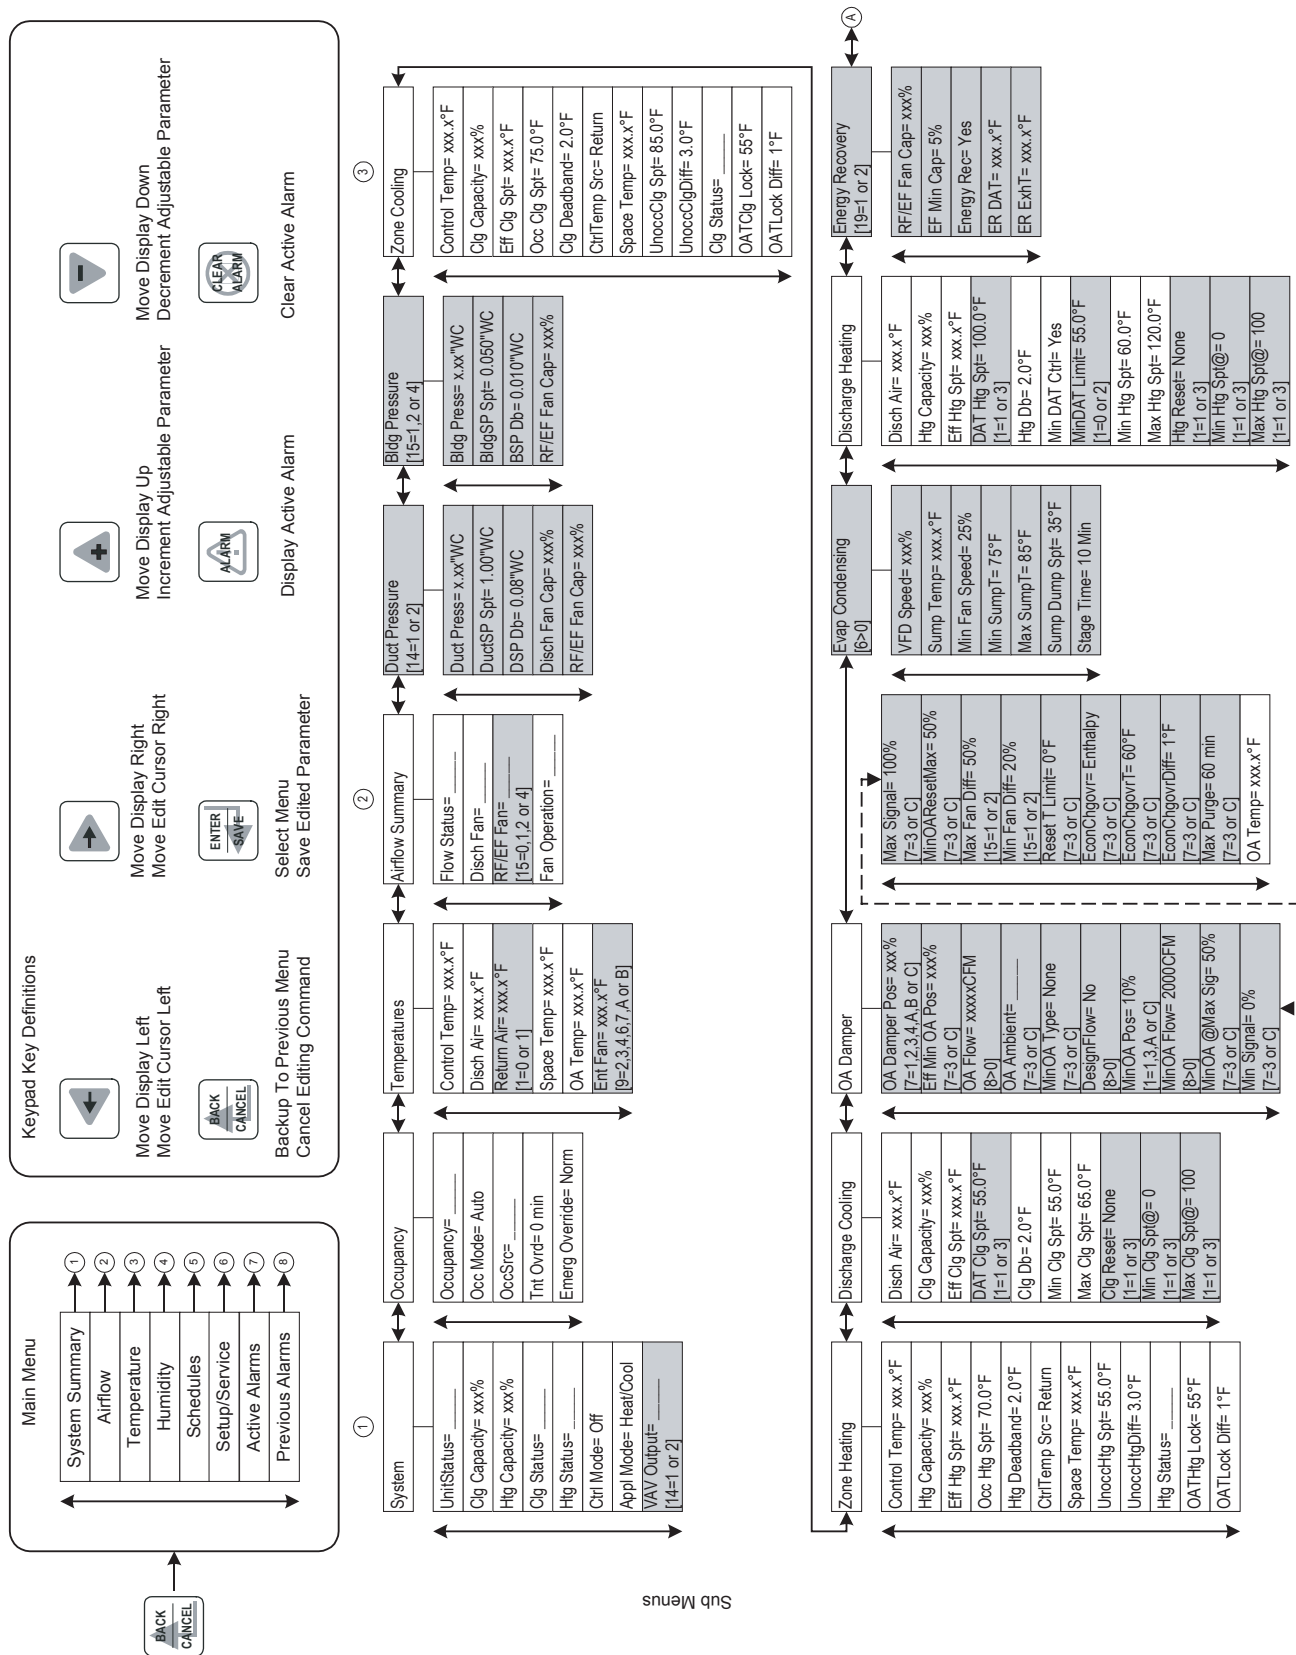 Main Menu
System Summary
Airflow
Temperature
Humidity
Schedules
Setup/Service
Active Alarms
Previous Alarms
1
2
3
4
5
6
7
8
BACK
CANCEL
Keypad Key Definitions
Move Display Left
Move Edit Cursor Left
Move Display Right
Move Edit Cursor Right
+
Move Display Up
Increment Adjustable Parameter
-
Move Display Down
Decrement Adjustable Parameter
BACK
CANCEL
Backup To Previous Menu
Cancel Editing Command
ENTER
SAVE
Select Menu
Save Edited Parameter
ALARM
Display Active Alarm
CLEAR
ALARM
Clear Active Alarm
Sub Menus
1
System
UnitStatus=_____
Clg Capacity= xxx%
Htg Capacity= xxx%
Clg Status= _____
Htg Status= _____
Ctrl Mode= Off
Appl Mode= Heat/Cool
VAV Output= _____
[14=1 or 2]
Occupancy
Occupancy= _____
Occ Mode= Auto
OccSrc= _____
Tnt Ovrd= 0 min
Emerg Override= Norm
Temperatures
Control Temp= xxx.x°F
Disch Air= xxx.x°F
Return Air= xxx.x°F
[1=0 or 1]
Space Temp= xxx.x°F
OA Temp= xxx.x°F
Ent Fan= xxx.x°F
[9=2,3,4,6,7,A or B]
2
Airflow Summary
Flow Status= _____
Disch Fan= _____
RF/EF Fan= _____
[15=0,1,2 or 4]
Fan Operation= _____
Duct Pressure
[14=1 or 2]
Duct Press= x.xx"WC
DuctSP Spt= 1.00"WC
DSP Db= 0.08"WC
Disch Fan Cap= xxx%
RF/EF Fan Cap= xxx%
Bldg Pressure
[15=1,2 or 4]
Bldg Press= x.xx"WC
BldgSP Spt= 0.050"WC
BSP Db= 0.010"WC
RF/EF Fan Cap= xxx%
3
Zone Cooling
Control Temp= xxx.x°F
Clg Capacity= xxx%
Eff Clg Spt= xxx.x°F
Occ Clg Spt= 75.0°F
Clg Deadband= 2.0°F
CtrlTemp Src= Return
Space Temp= xxx.x°F
UnoccClg Spt= 85.0°F
UnoccClgDiff= 3.0°F
Clg Status= _____
OATClg Lock= 55°F
OATLock Diff= 1°F
Zone Heating
Control Temp= xxx.x°F
Htg Capacity= xxx%
Eff Htg Spt= xxx.x°F
Occ Htg Spt= 70.0°F
Htg Deadband= 2.0°F
CtrlTemp Src= Return
Space Temp= xxx.x°F
UnoccHtg Spt= 55.0°F
UnoccHtgDiff= 3.0°F
Htg Status= _____
OATHtg Lock= 55°F
OATLock Diff= 1°F
Discharge Cooling
Disch Air= xxx.x°F
Clg Capacity= xxx%
Eff Clg Spt= xxx.x°F
DAT Clg Spt= 55.0°F
[1=1 or 3]
Clg Db= 2.0°F
Min Clg Spt= 55.0°F
Max Clg Spt= 65.0°F
Clg Reset= None
[1=1 or 3]
Min Clg Spt@= 0
[1=1 or 3]
Max Clg Spt@= 100
[1=1 or 3]
OA Damper
OA Damper Pos= xxx%
[7=1,2,3,4,A,B or C]
Eff Min OA Pos= xxx%
[7=3 or C]
OA Flow= xxxxxCFM
[8>0]
OA Ambient= _____
[7=3 or C]
MinOA Type= None
[7=3 or C]
DesignFlow= No
[8>0]
MinOA Pos= 10%
[1=1,3,A or C]
MinOA Flow= 2000CFM
[8>0]
MinOA @Max Sig= 50%
[7=3 or C]
Min Signal= 0%
[7=3 or C]
Max Signal= 100%
[7=3 or C]
MinOAResetMax= 50%
[7=3 or C]
Max Fan Diff= 50%
[15=1 or 2]
Min Fan Diff= 20%
[15=1 or 2]
Reset T Limit= 0°F
[7=3 or C]
EconChgovr= Enthalpy
[7=3 or C]
EconChgovrT= 60°F
[7=3 or C]
EconChgovrDiff= 1°F
[7=3 or C]
Max Purge= 60 min
[7=3 or C]
OA Temp= xxx.x°F
Evap Condensing
[6>0]
VFD Speed= xxx%
Sump Temp= xxx.x°F
Min Fan Speed= 25%
Min SumpT= 75°F
Max SumpT= 85°F
Sump Dump Spt= 35°F
Stage Time= 10 Min
Discharge Heating
Disch Air= xxx.x°F
Htg Capacity= xxx%
Eff Htg Spt= xxx.x°F
DAT Htg Spt= 100.0°F
[1=1 or 3]
Htg Db= 2.0°F
Min DAT Ctrl= Yes
MinDAT Limit= 55.0°F
[1=0 or 2]
Min Htg Spt= 60.0°F
Max Htg Spt= 120.0°F
Htg Reset= None
[1=1 or 3]
Min Htg Spt@= 0
[1=1 or 3]
Max Htg Spt@= 100
[1=1 or 3]
Energy Recovery
[19=1 or 2]
RF/EF Fan Cap= xxx%
EF Min Cap= 5%
Energy Rec= Yes
ER DAT= xxx.x°F
ER ExhT= xxx.x°F
A